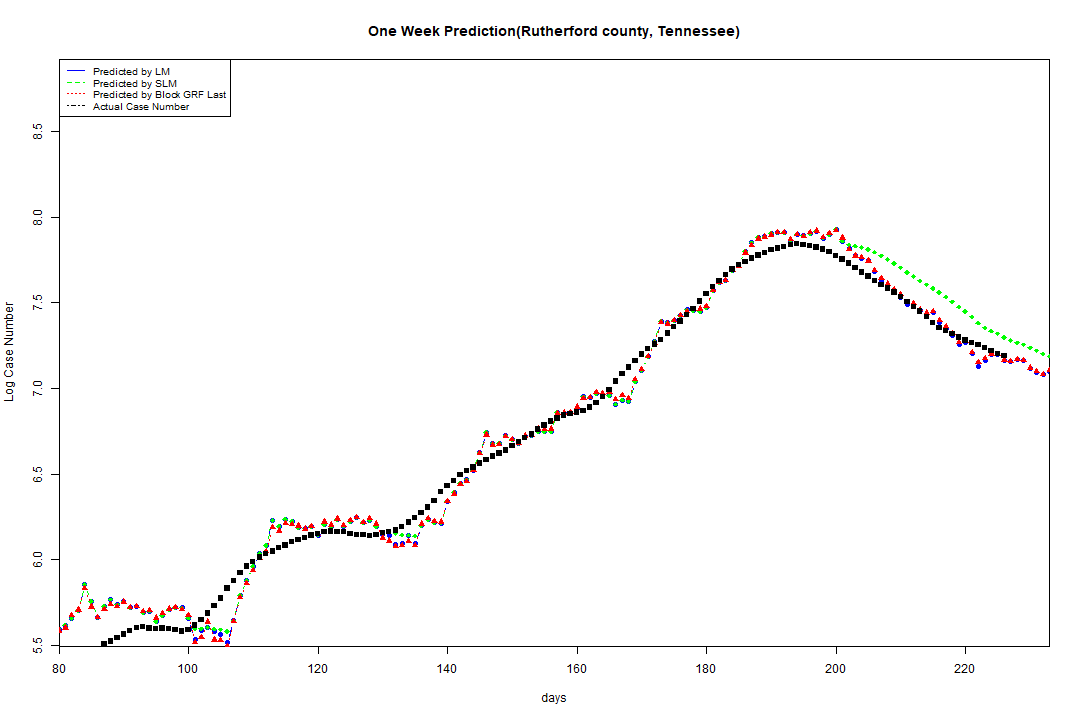 One Week Prediction(Rutherford county, Tennessee)
Predicted by LM
Predicted by SLM
Predicted by Block GRF Last
Actual Case Number
8.5
8.0
7.5
7.0
6.5
6.0
5.5
Log Case Number
80 100 120 140 160 180 200 220
days